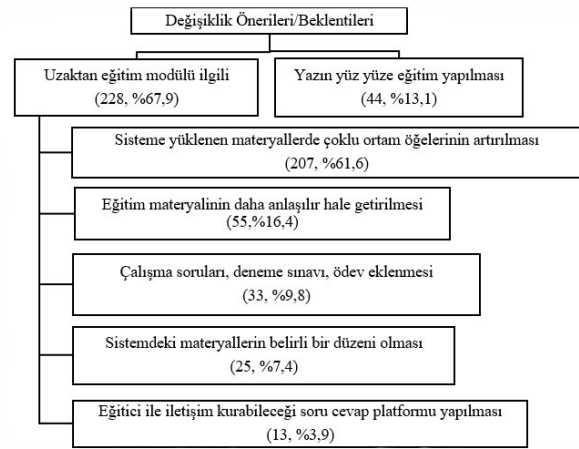 Değişiklik Önerileri/Beklentileri
Uzaktan eğitim modülü ilgili
(228, %67,9)
Yazın yüz yüze eğitim yapılması
(44, %13,1)
Sisteme yüklenen materyallerde çoklu ortam öğelerinin artırılması
(207, %61,6)
Eğitim materyalinin daha anlaşılır hale getirilmesi
(55,%16,4)
Çalışma soruları, deneme sınavı, ödev eklenmesi
(33, %9,8)
Sistemdeki materyallerin belirli bir düzeni olması
(25, %7,4)
Eğitici ile iletişim kurabileceği soru cevap platformu yapılması
(13, %3,9)